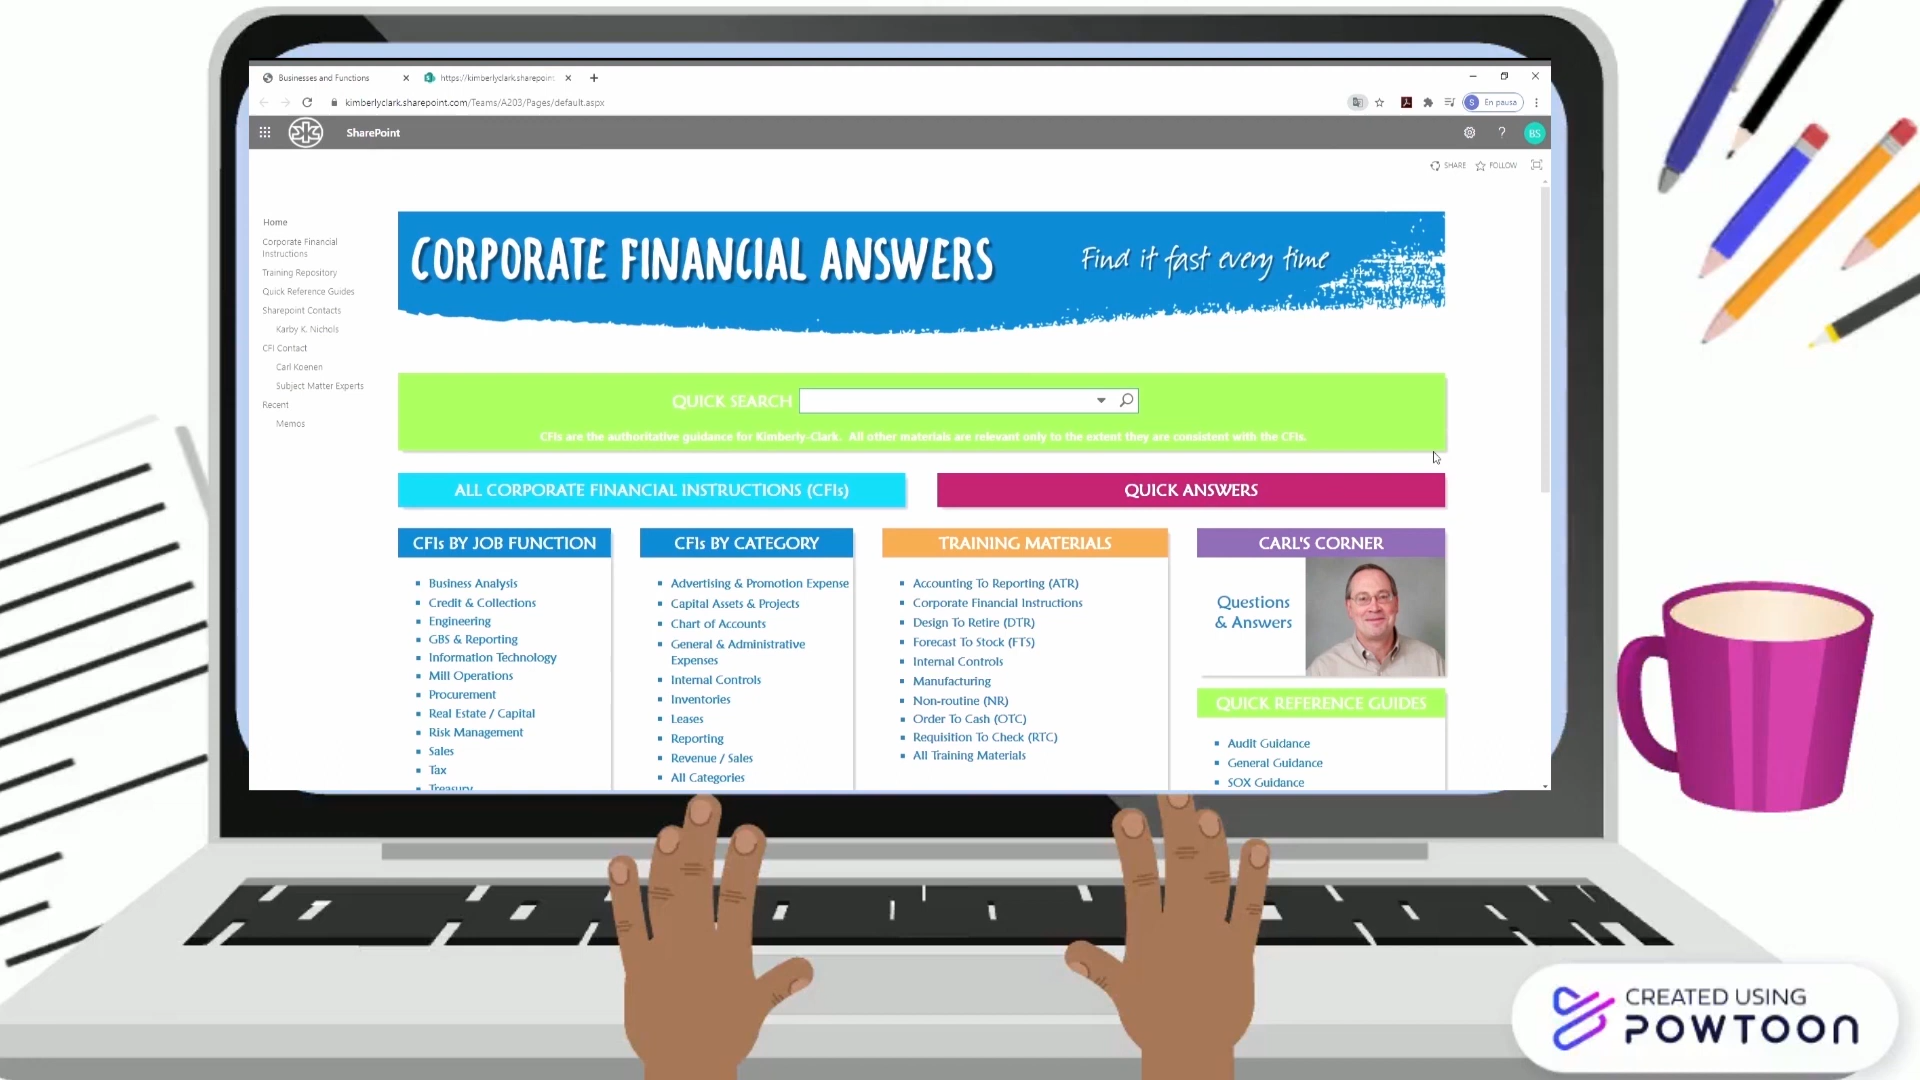 Businesses and Functions
https://kimberlyclark.sharepoint
kimberlyclark.sharepoint.com/Teams/A203/Pages/default.aspx
En pausa
S
SharePoint
?
BS
SHARE
FOLLOW
Home
Corporate Financial
Instructions
Training Repository
Quick Reference Guides
Sharepoint Contacts
Karby K. Nichols
CFI Contact
Carl Koenen
Subject Matter Experts
Recent
Memos
CORPORATE FINANCIAL ANSWERS
Find it fast every time
QUICK SEARCH
CFIs are the authoritative guidance for Kimberly-Clark. All other materials are relevant only to the extent they are consistent with the CFIs.
ALL CORPORATE FINANCIAL INSTRUCTIONS (CFIs)
QUICK ANSWERS
CFIs BY JOB FUNCTION
Business Analysis
Credit & Collections
Engineering
GBS & Reporting
Information Technology
Mill Operations
Procurement
Real Estate / Capital
Risk Management
Sales
Tax
Treasury
CFIs BY CATEGORY
Advertising & Promotion Expense
Capital Assets & Projects
Chart of Accounts
General & Administrative
Expenses
Internal Controls
Inventories
Leases
Reporting
Revenue / Sales
All Categories
TRAINING MATERIALS
Accounting To Reporting (ATR)
Corporate Financial Instructions
Design To Retire (DTR)
Forecast To Stock (FTS)
Internal Controls
Manufacturing
Non-routine (NR)
Order To Cash (OTC)
Requisition To Check (RTC)
All Training Materials
CARL'S CORNER
Questions
& Answers
QUICK REFERENCE GUIDES
Audit Guidance
General Guidance
SOX Guidance
CREATED USING
POWTOON